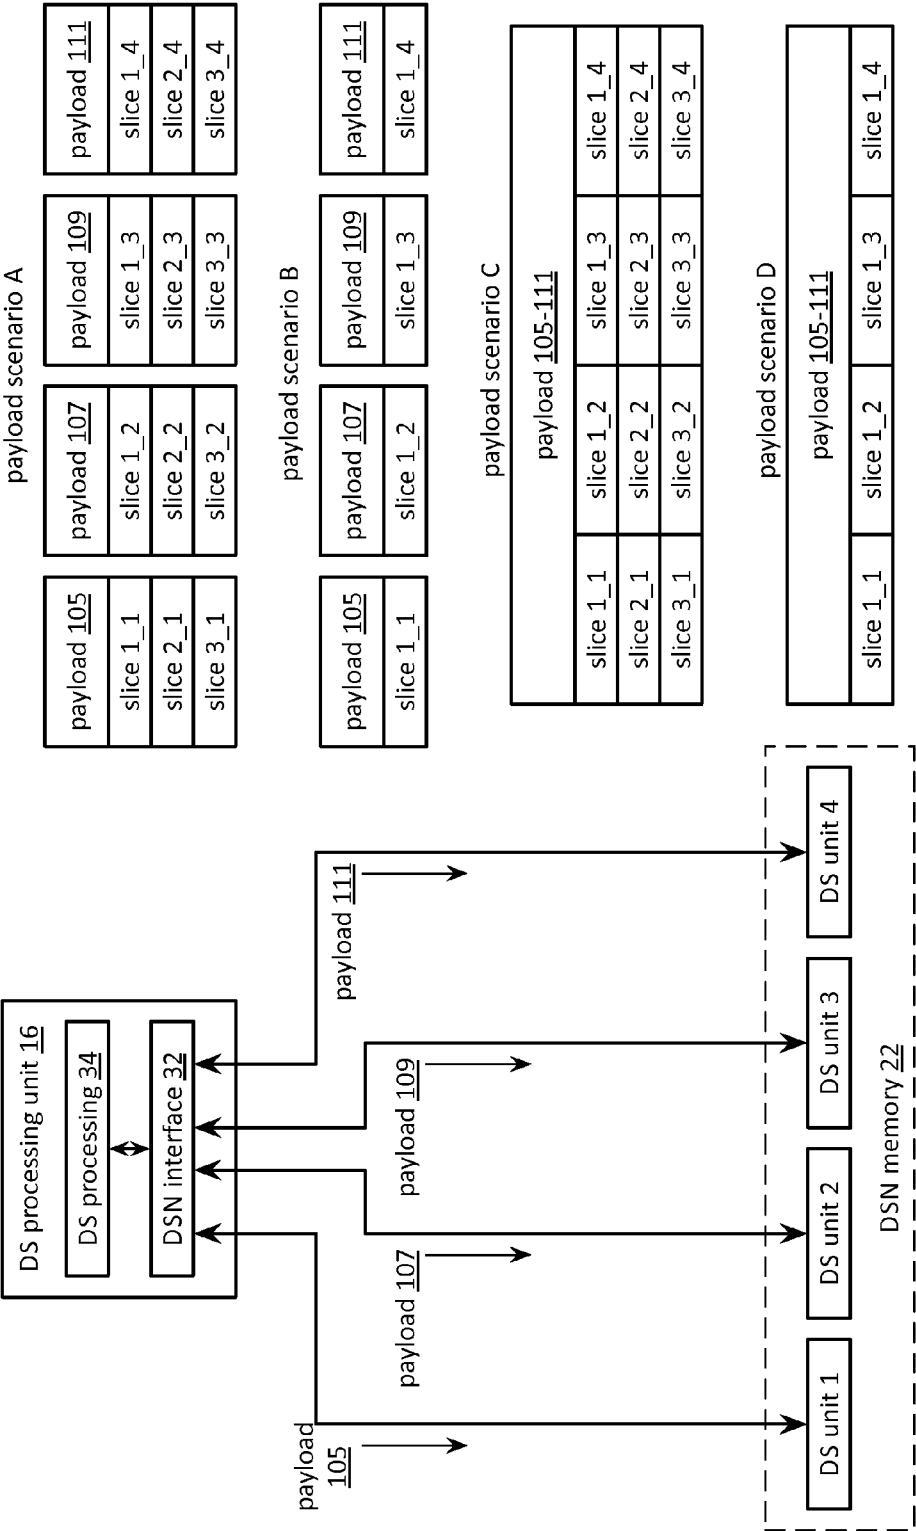 DS processing unit 16
DS processing 34
DSN interface 32
payload
105
payload 107
payload 109
payload 111
DS unit 1
DS unit 2
DS unit 3
DS unit 4
DSN memory 22
payload scenario A
payload 105
payload 107
payload 109
payload 111
slice 1_1
slice 1_2
slice 1_3
slice 1_4
slice 2_1
slice 2_2
slice 2_3
slice 2_4
slice 3_1
slice 3_2
slice 3_3
slice 3_4
payload scenario B
payload 105
payload 107
payload 109
payload 111
slice 1_1
slice 1_2
slice 1_3
slice 1_4
payload scenario C
payload 105-111
slice 1_1
slice 1_2
slice 1_3
slice 1_4
slice 2_1
slice 2_2
slice 2_3
slice 2_4
slice 3_1
slice 3_2
slice 3_3
slice 3_4
payload scenario D
payload 105-111
slice 1_1
slice 1_2
slice 1_3
slice 1_4